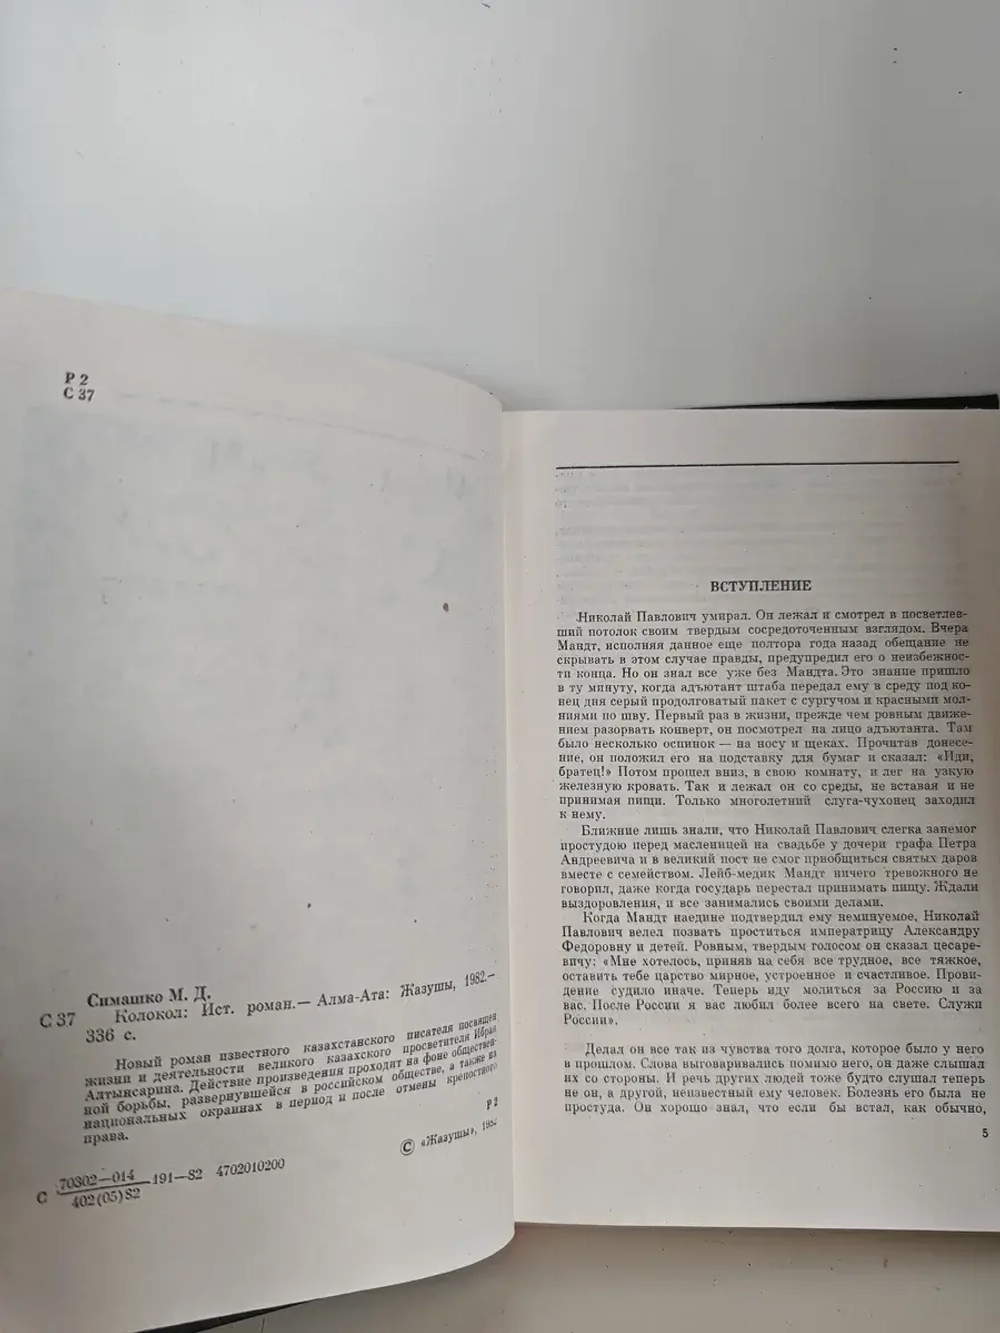 Р 2
С 37
Симашко М. Д.
С 37 Колокол: Ист. роман.— Алма-Ата: Жазушы, 1982.—
336 с.
Новый роман известного казахстанского писателя посвящен
жизни и деятельности великого казахского просветителя Ибрая
Алтынсарина. Действие произведения проходят на фоне обществен-
ной борьбы, развернувшейся в российском обществе, а также на
национальных окраинах в период и после отмены крепостного
права.
Р 2
© «Жазушы», 1982
С 70302—014 191—82 4702010200
402(05)82
ВСТУПЛЕНИЕ
Николай Павлович умирал. Он лежал и смотрел в посветлев-
ший потолок своим твердым сосредоточенным взглядом. Вчера
Мандт, исполняя данное еще полтора года назад обещание не
скрывать в этом случае правды, предупредил его о неизбежнос-
ти конца. Но он знал все уже без Мандта. Это знание пришло
в ту минуту, когда адъютант штаба передал ему в среду под ко-
нец дня серый продолговатый пакет с сургучом и красными мол-
ниями по шву. Первый раз в жизни, прежде чем ровным движе-
нием разорвать конверт, он посмотрел на лицо адъютанта. Там
было несколько оспинок — на носу и щеках. Прочитав донесе-
ние, он положил его на подставку для бумаг и сказал: «Иди,
братец!» Потом прошел вниз, в свою комнату, и лег на узкую
железную кровать. Так и лежал он со среды, не вставая и не
принимая пищи. Только многолетний слуга-чухонец заходил
к нему.
Ближние лишь знали, что Николай Павлович слегка занемог
простудою перед масленицей на свадьбе у дочери графа Петра
Андреевича и в великий пост не смог приобщиться святых даров
вместе с семейством. Лейб-медик Мандт ничего тревожного не
говорил, даже когда государь перестал принимать пищу. Ждали
выздоровления, и все занимались своими делами.
Когда Мандт наедине подтвердил ему неминуемое, Николай
Павлович велел позвать проститься императрицу Александру
Федоровну и детей. Ровным, твердым голосом он сказал цесаре-
вичу: «Мне хотелось, приняв на себя все трудное, все тяжкое,
оставить тебе царство мирное, устроенное и счастливое. Прови-
дение судило иначе. Теперь иду молиться за Россию и за
вас. После России я вас любил более всего на свете. Служи
России».
Делал он все так из чувства того долга, которое было у него
в прошлом. Слова выговаривались помимо него, он даже слышал
их со стороны. И речь других людей тоже будто слушал теперь
не он, а другой, неизвестный ему человек. Болезнь его была не
простуда. Он хорошо знал, что если бы встал, как обычно,
5